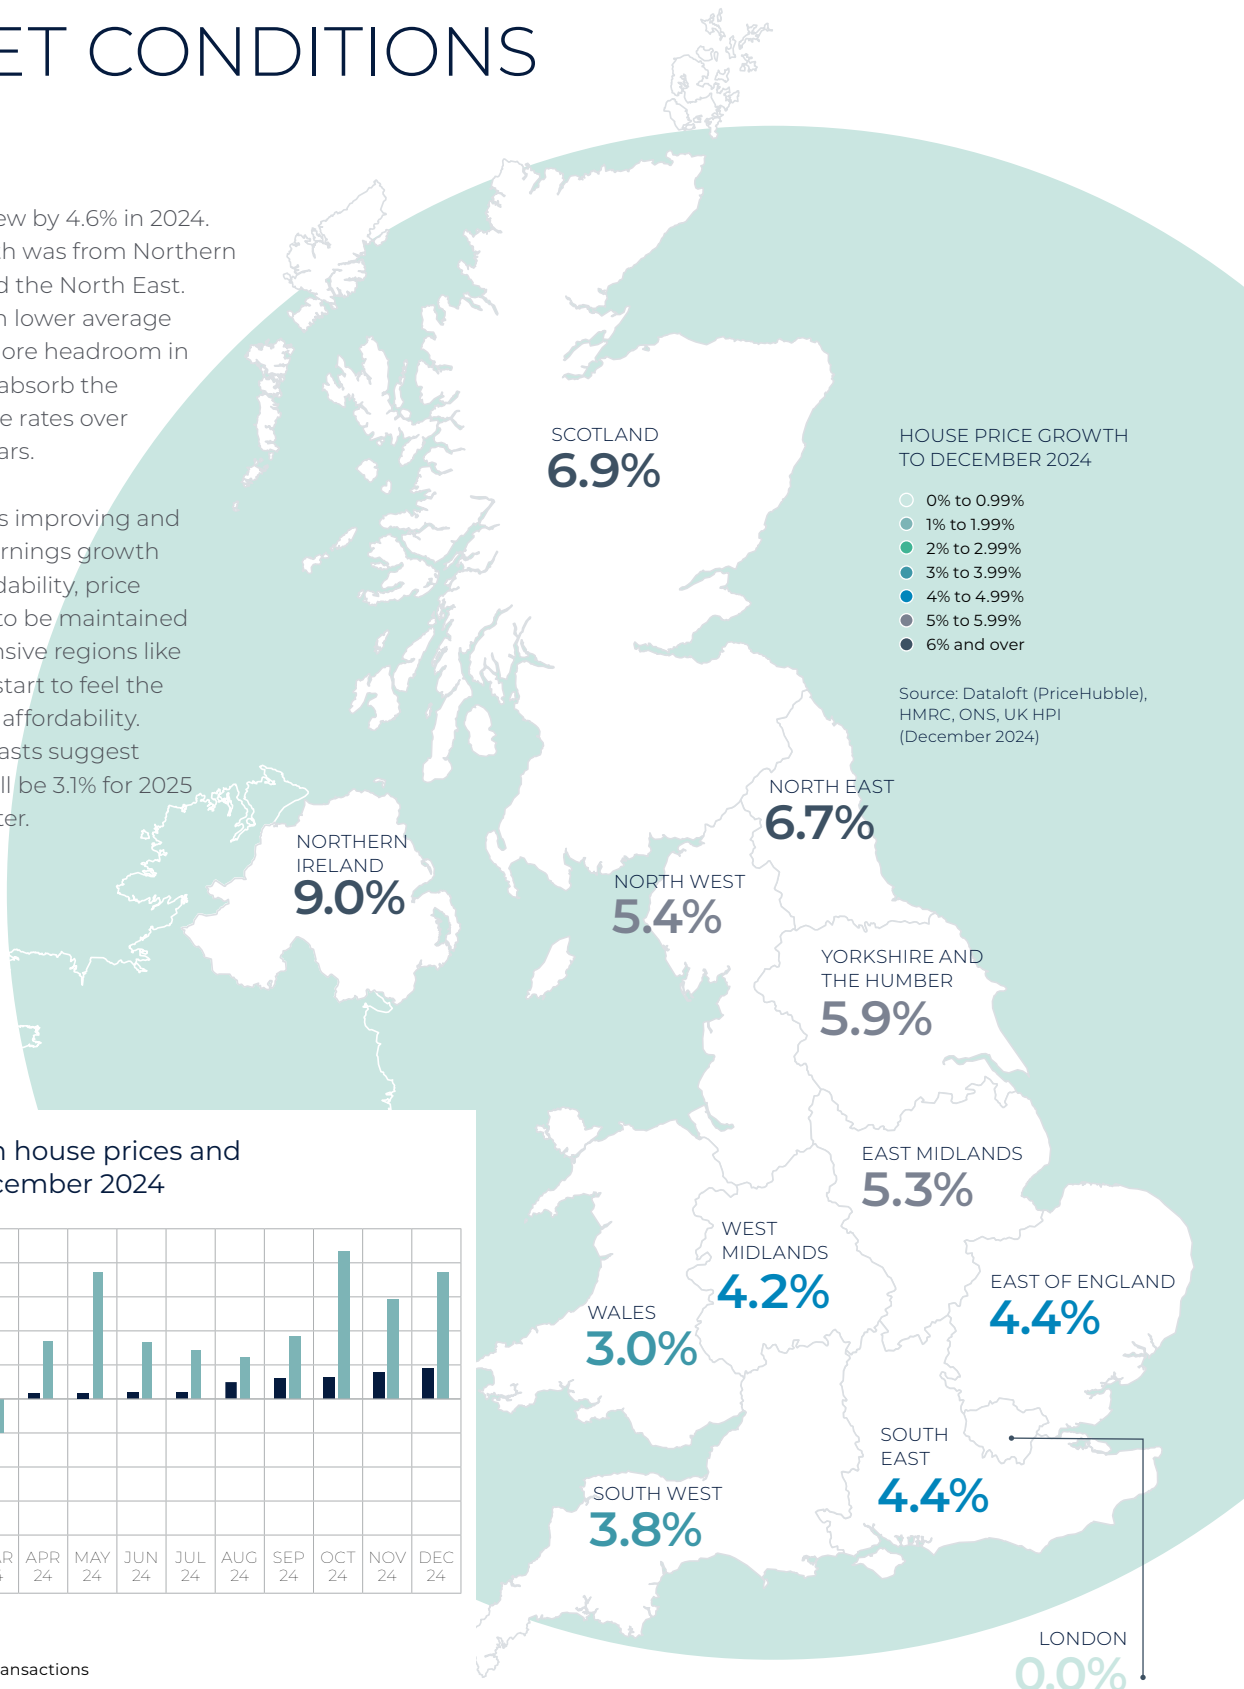 ET CONDITIONS
ew by 4.6% in 2024.
th was from Northern
d the North East.
n lower average
ore headroom in
absorb the
e rates over
ars.
s improving and
rnings growth
dability, price
to be maintained
nsive regions like
start to feel the
affordability.
asts suggest
ll be 3.1% for 2025
ter.
SCOTLAND
6.9%
HOUSE PRICE GROWTH
TO DECEMBER 2024
0% to 0.99%
1% to 1.99%
2% to 2.99%
3% to 3.99%
4% to 4.99%
5% to 5.99%
6% and over
Source: Dataloft (PriceHubble),
HMRC, ONS, UK HPI
(December 2024)
NORTH EAST
6.7%
NORTHERN
IRELAND
9.0%
NORTH WEST
5.4%
YORKSHIRE AND
THE HUMBER
5.9%
EAST MIDLANDS
5.3%
WEST
MIDLANDS
4.2%
EAST OF ENGLAND
4.4%
WALES
3.0%
SOUTH
EAST
4.4%
SOUTH WEST
3.8%
LONDON
0.0%
n house prices and
cember 2024
AR APR MAY JUN JUL AUG SEP OCT NOV DEC
4 24 24 24 24 24 24 24 24 24
ansactions